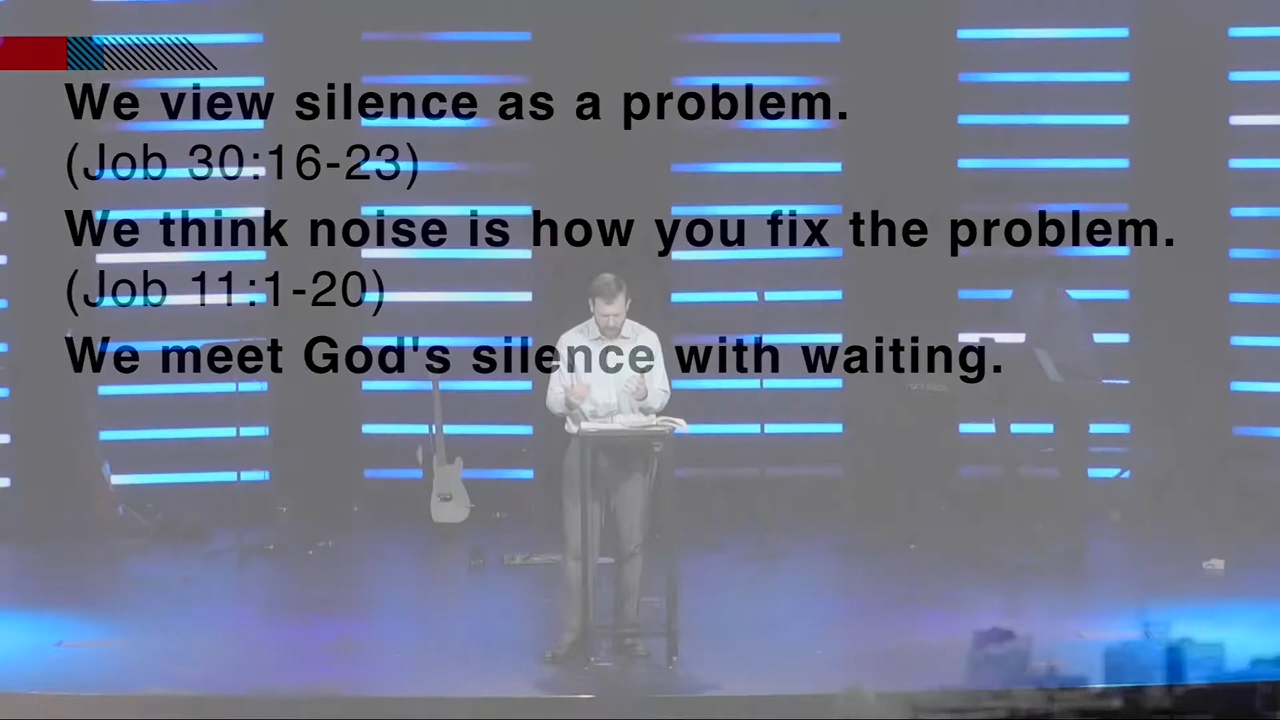 We view silence as a problem.
(Job 30:16-23)
We think noise is how you fix the problem.
(Job 11:1-20)
We meet God's silence with waiting.